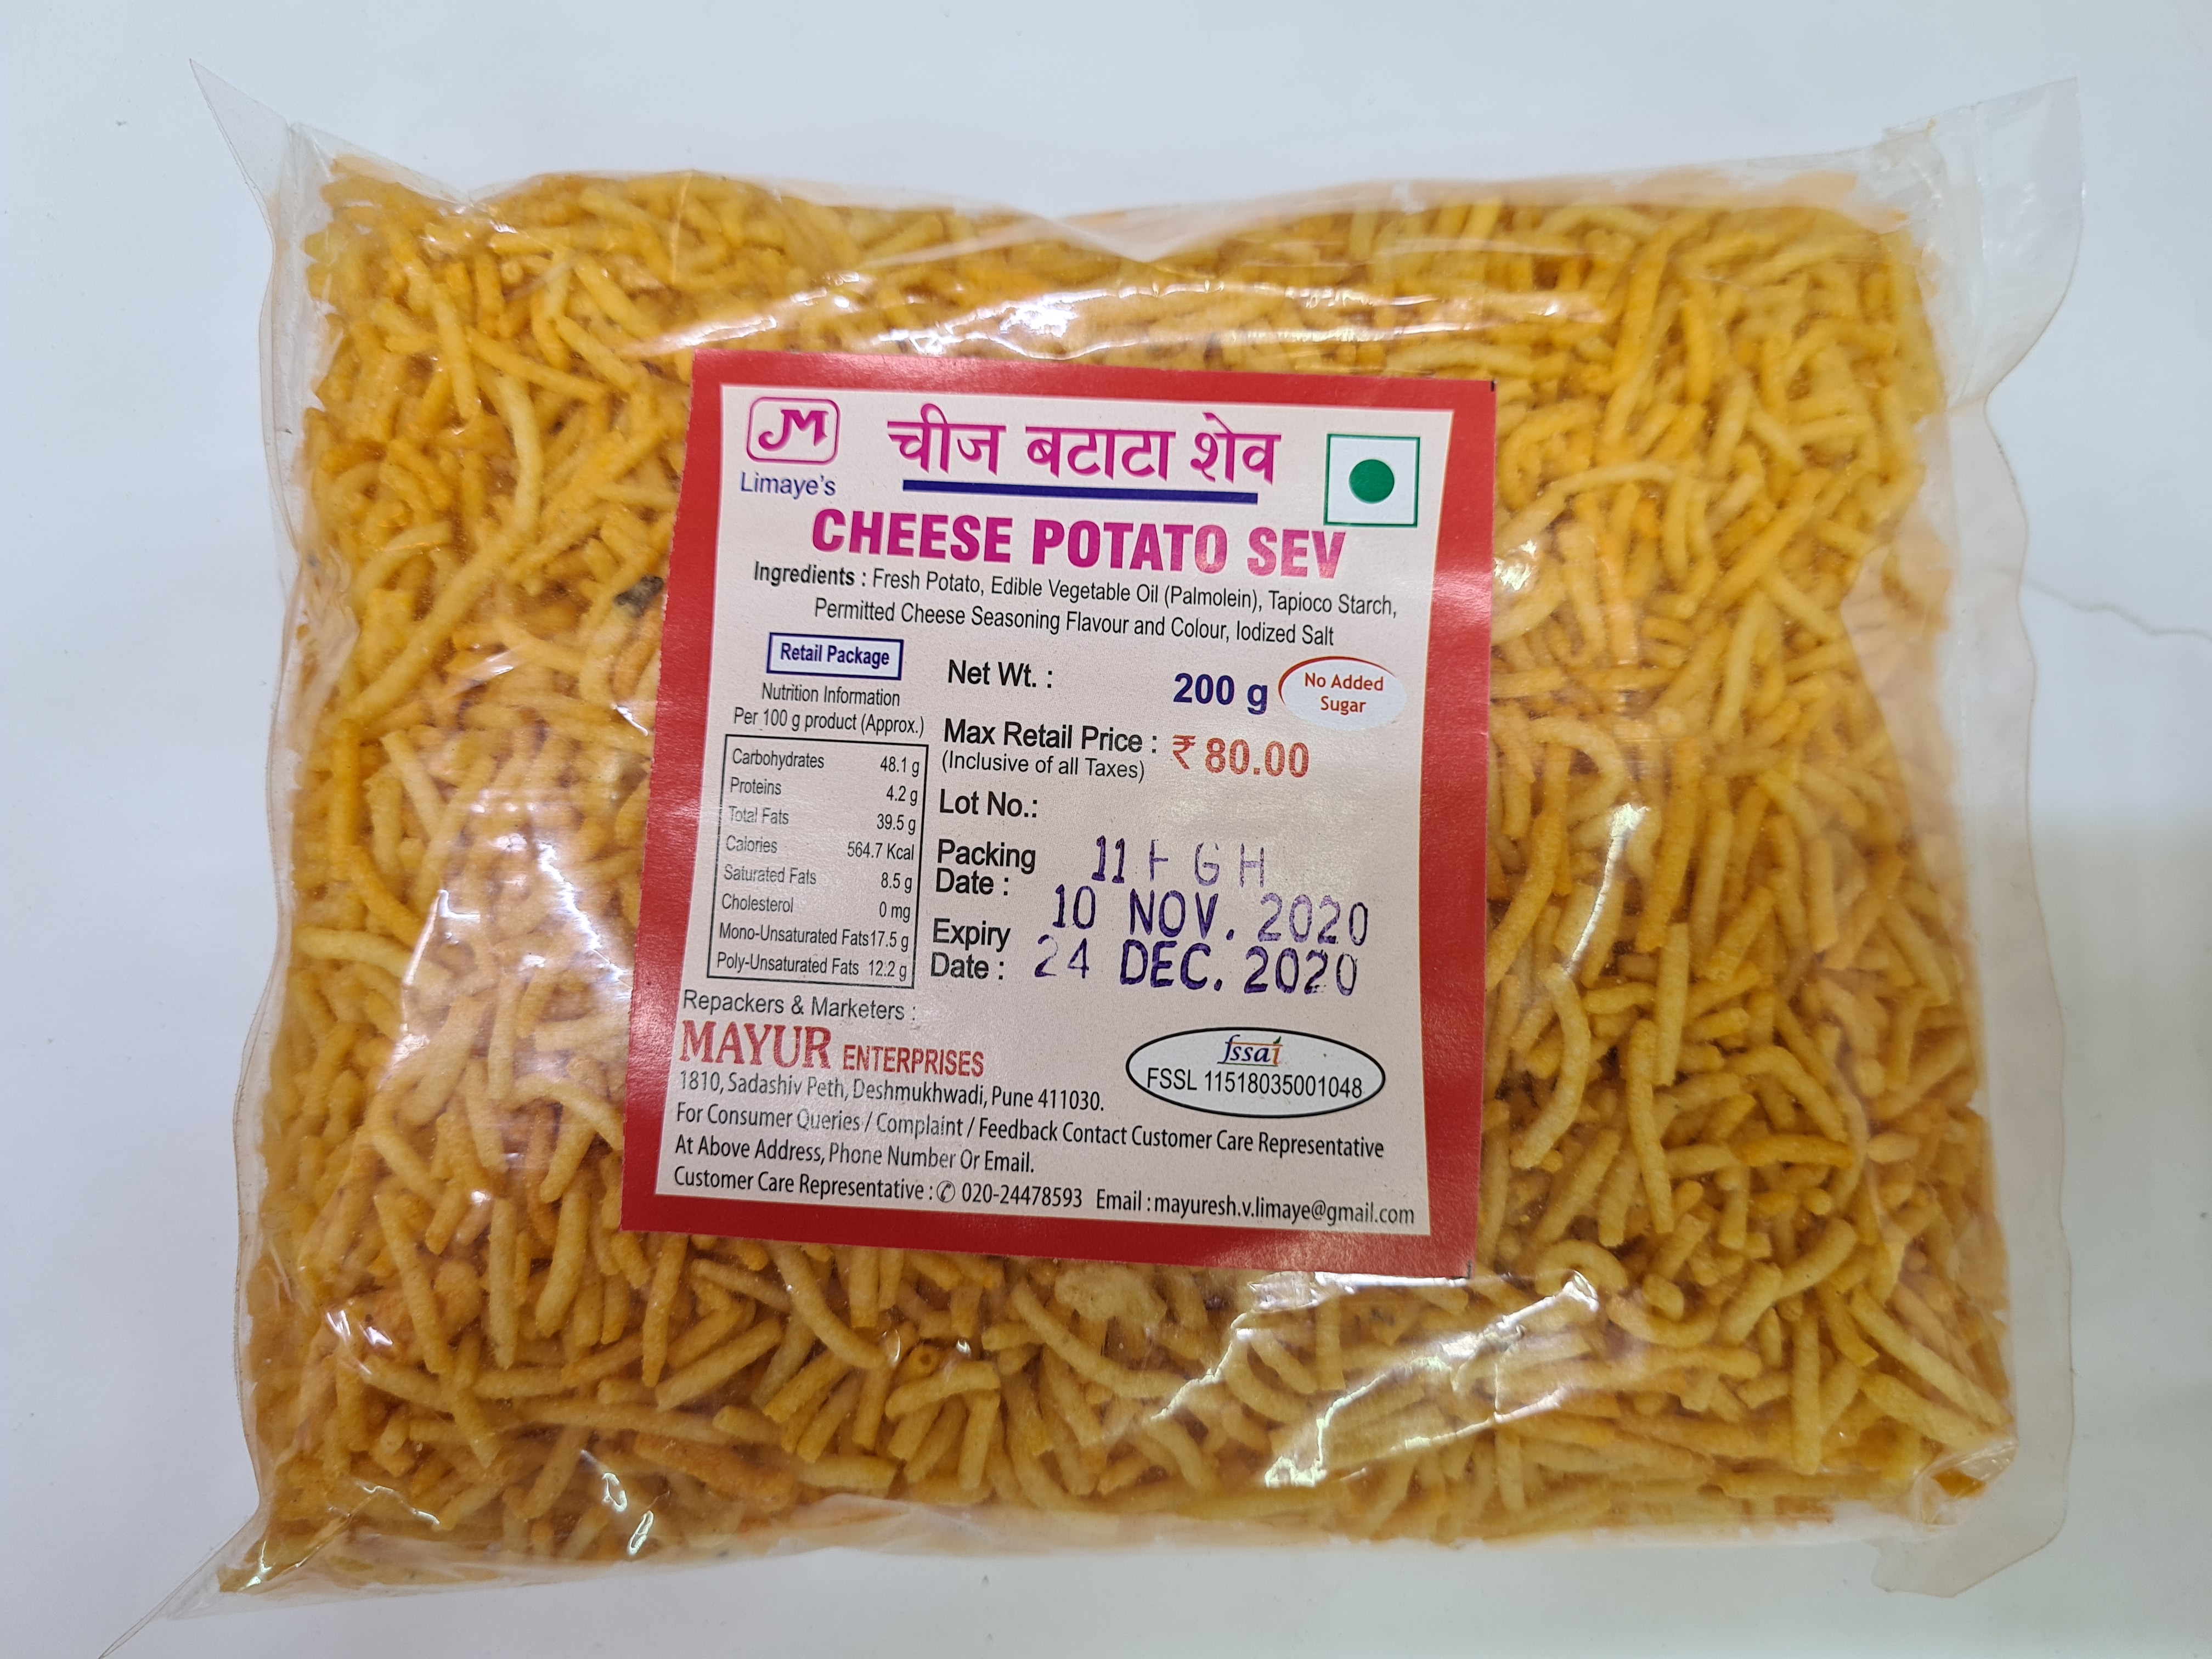 JM
Limaye's
चीज बटाटा शेव
CHEESE POTATO SEV
Ingredients : Fresh Potato, Edible Vegetable Oil (Palmolein), Tapioco Starch,
Permitted Cheese Seasoning Flavour and Colour, Iodized Salt
Retail Package
Nutrition Information
Per 100 g product (Approx.)
Carbohydrates 48.1 g
Proteins 4.2 g
Total Fats 39.5 g
Calories 564.7 Kcal
Saturated Fats 8.5 g
Cholesterol 0 mg
Mono-Unsaturated Fats 17.5 g
Poly-Unsaturated Fats 12.2 g
Net Wt. : 200 g
No Added
Sugar
Max Retail Price : ₹ 80.00
(Inclusive of all Taxes)
Lot No.:
11 F G H
Packing
Date : 10 NOV. 2020
Expiry
Date : 24 DEC. 2020
Repackers & Marketers :
MAYUR ENTERPRISES
1810, Sadashiv Peth, Deshmukhwadi, Pune 411030.
fssai
FSSL 11518035001048
For Consumer Queries / Complaint / Feedback Contact Customer Care Representative
At Above Address, Phone Number Or Email.
Customer Care Representative : ✆ 020-24478593 Email : mayuresh.v.limaye@gmail.com